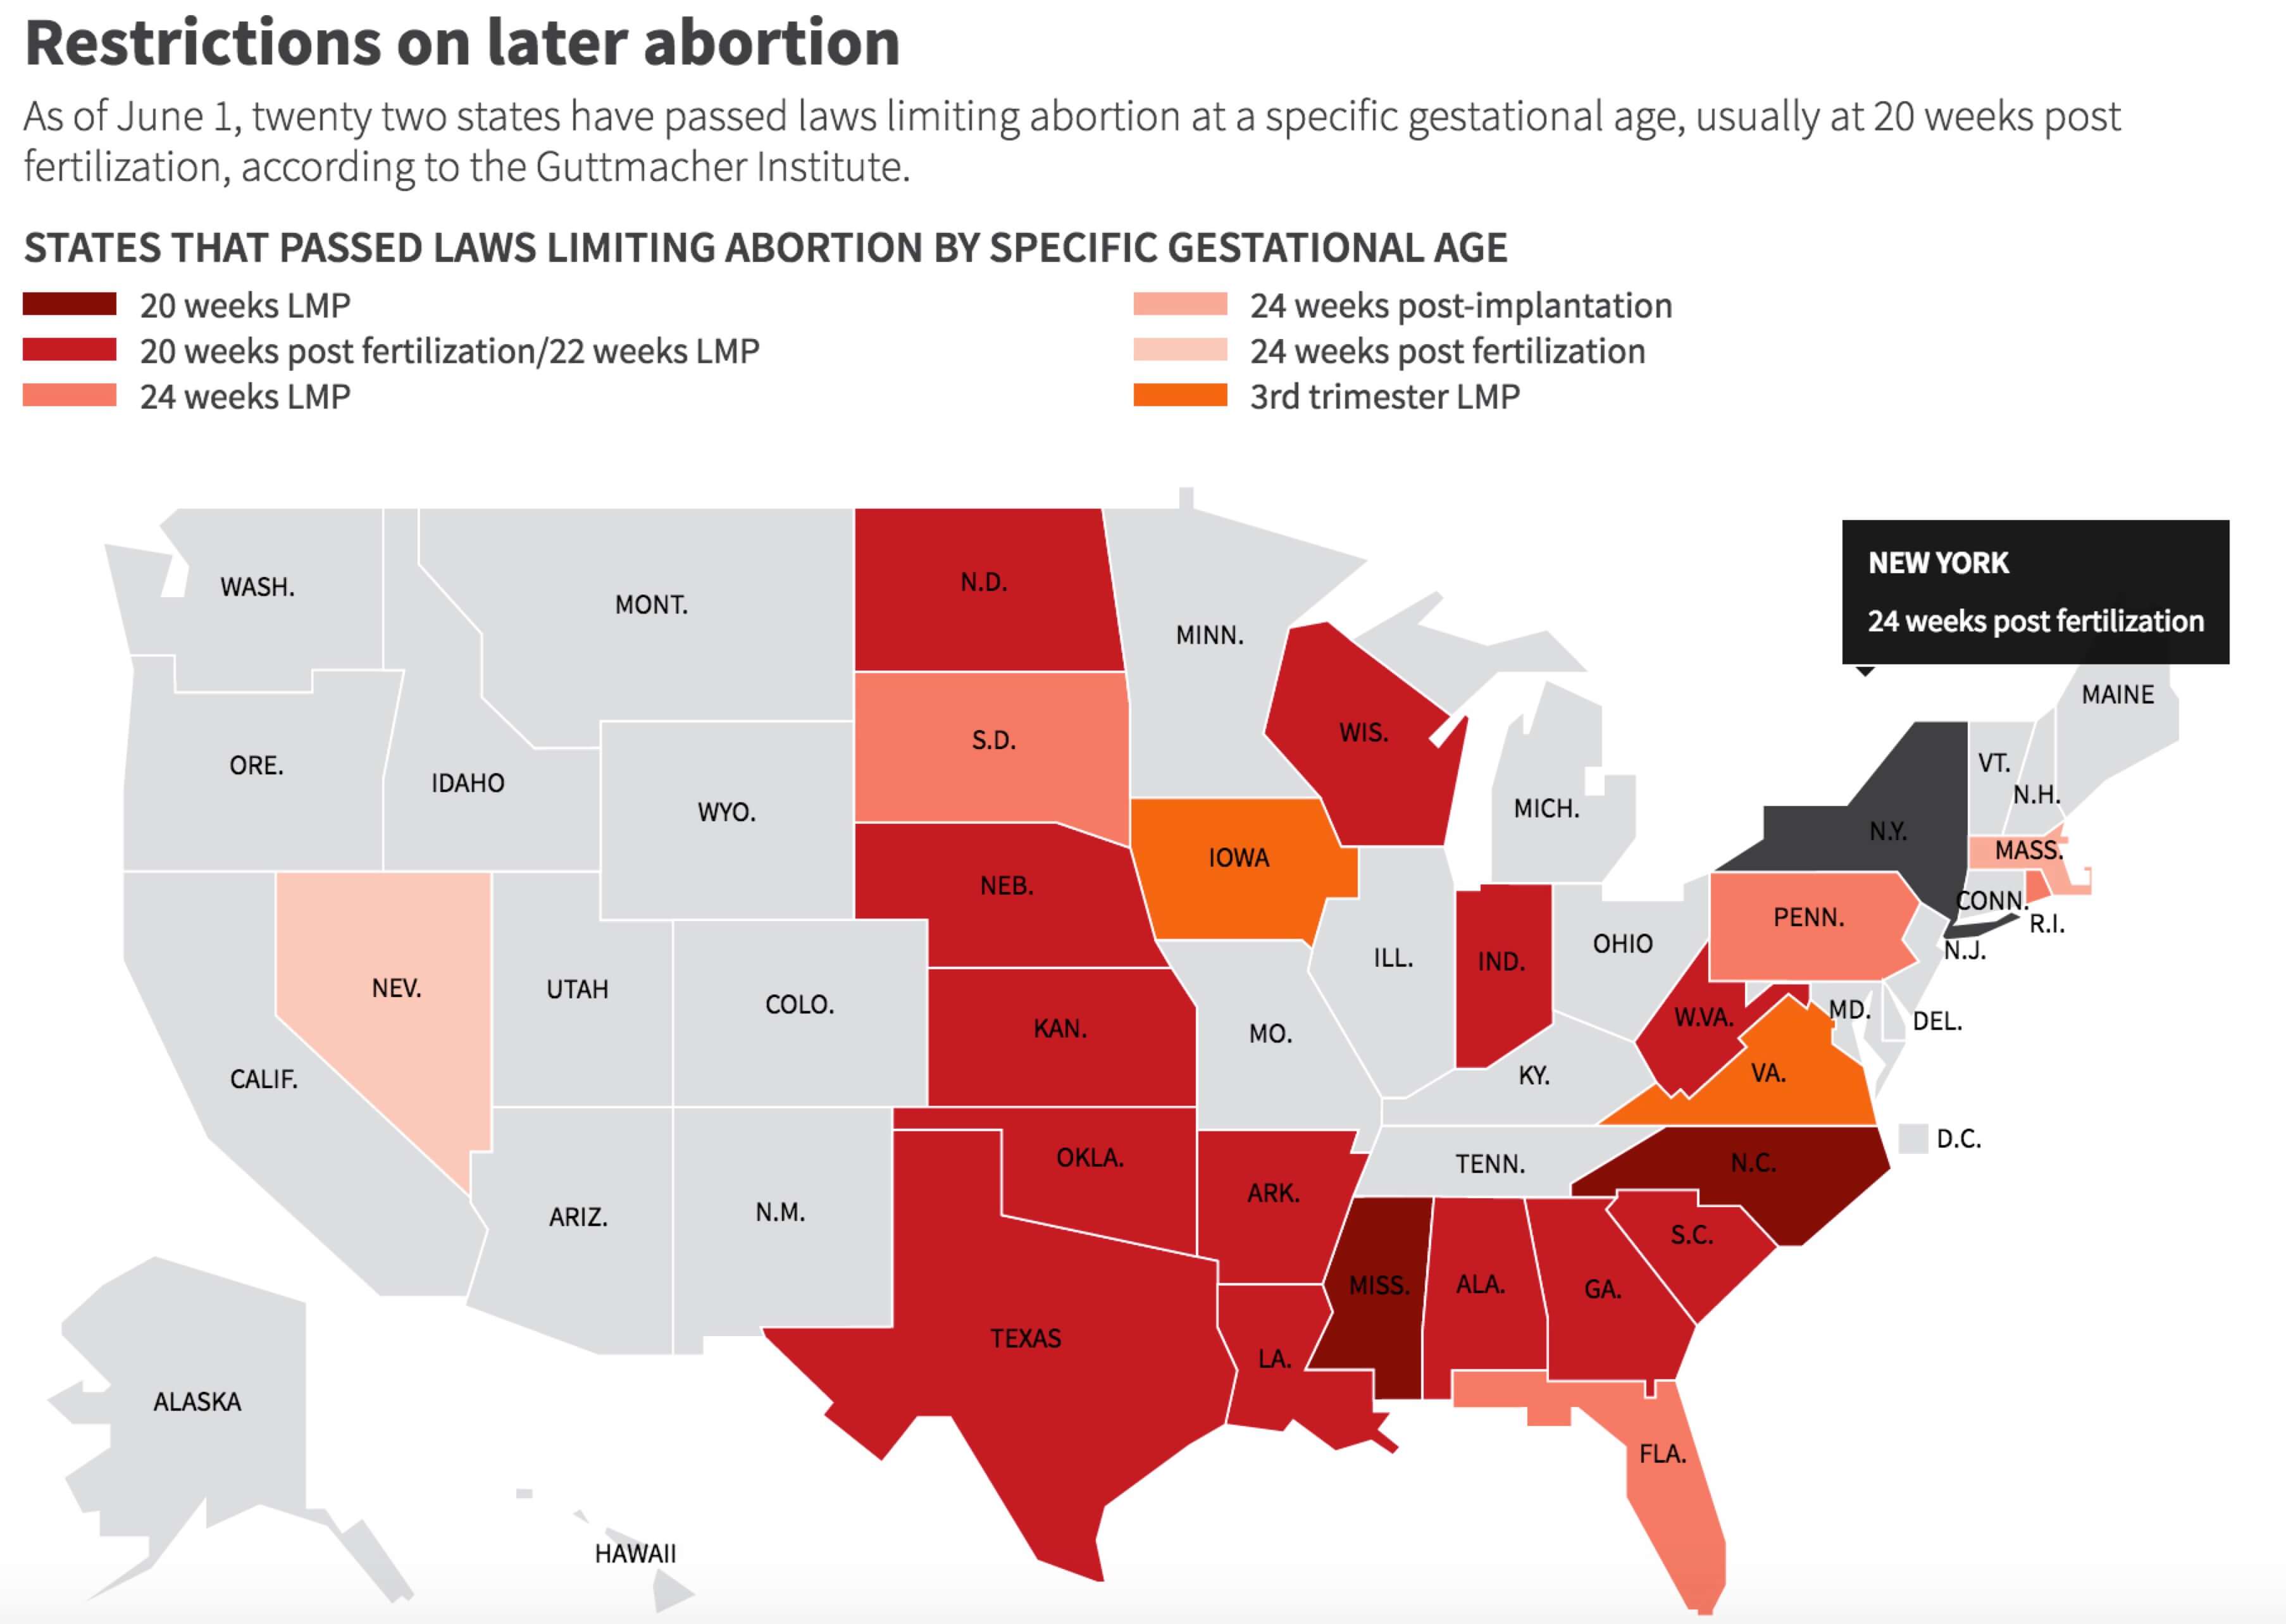 Restrictions on later abortion
As of June 1, twenty two states have passed laws limiting abortion at a specific gestational age, usually at 20 weeks post
fertilization, according to the Guttmacher Institute.
STATES THAT PASSED LAWS LIMITING ABORTION BY SPECIFIC GESTATIONAL AGE
20 weeks LMP
20 weeks post fertilization/22 weeks LMP
24 weeks LMP
24 weeks post-implantation
24 weeks post fertilization
3rd trimester LMP
NEW YORK
24 weeks post fertilization
WASH.
MONT.
N.D.
MINN.
MAINE
ORE.
IDAHO
WYO.
S.D.
WIS.
MICH.
VT.
N.H.
N.Y.
MASS.
NEB.
IOWA
CONN.
R.I.
PENN.
N.J.
NEV.
UTAH
COLO.
KAN.
MO.
ILL.
IND.
OHIO
W.VA.
MD.
DEL.
CALIF.
KY.
VA.
D.C.
ARIZ.
N.M.
OKLA.
ARK.
TENN.
N.C.
S.C.
TEXAS
LA.
MISS.
ALA.
GA.
FLA.
ALASKA
HAWAII